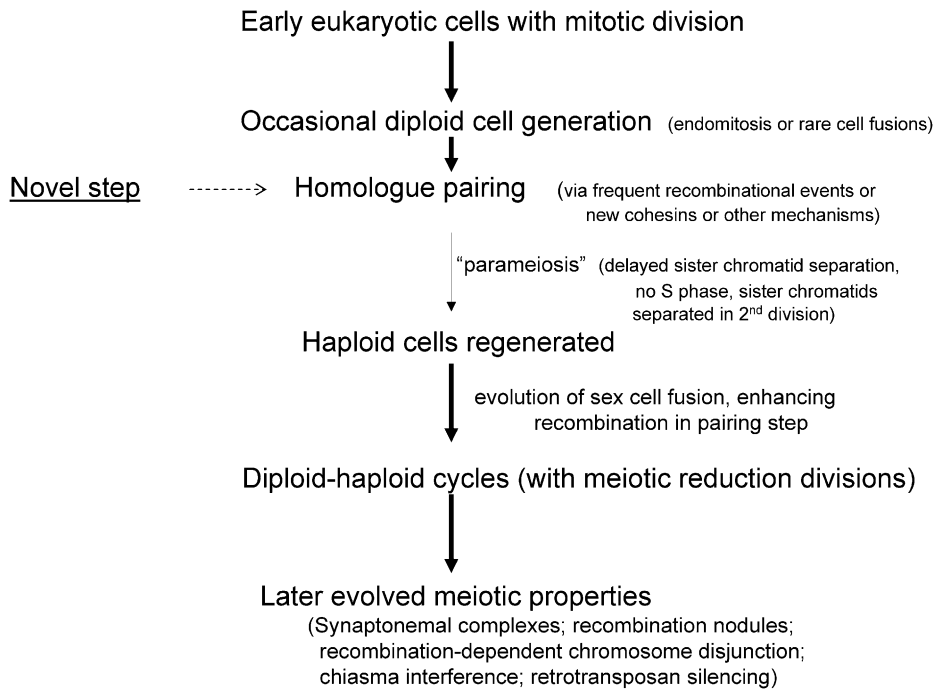 Early eukaryotic cells with mitotic division
Occasional diploid cell generation (endomitosis or rare cell fusions)
Novel step Homologue pairing (via frequent recombinational events or
new cohesins or other mechanisms)
“parameiosis” (delayed sister chromatid separation,
no S phase, sister chromatids
separated in 2nd division)
Haploid cells regenerated
evolution of sex cell fusion, enhancing
recombination in pairing step
Diploid-haploid cycles (with meiotic reduction divisions)
Later evolved meiotic properties
(Synaptonemal complexes; recombination nodules;
recombination-dependent chromosome disjunction;
chiasma interference; retrotransposan silencing)